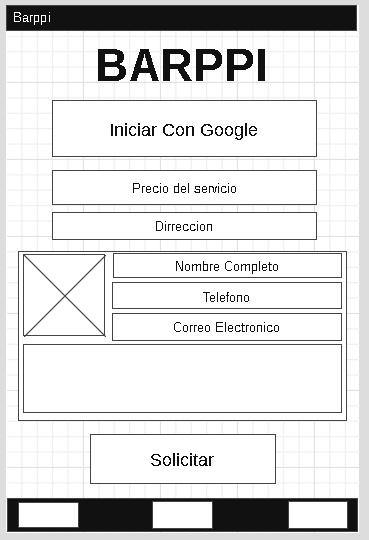 Barppi
BARPPI
Iniciar Con Google
Precio del servicio
Dirreccion
Nombre Completo
Telefono
Correo Electronico
Solicitar